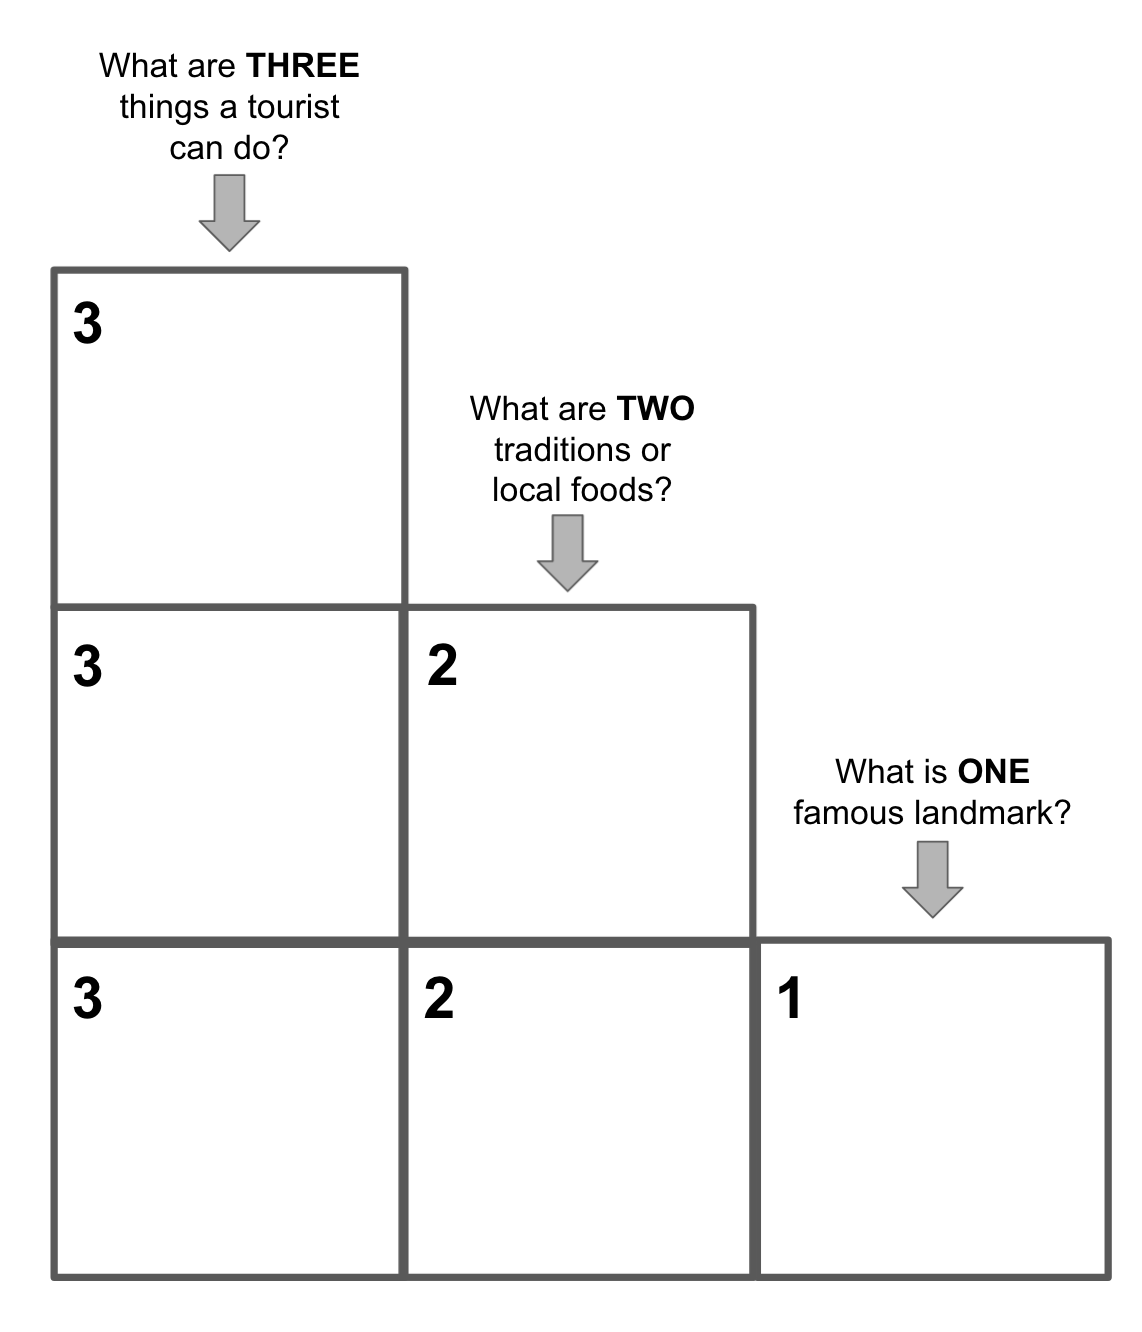 What are THREE
things a tourist
can do?
3
What are TWO
traditions or
local foods?
3
2
What is ONE
famous landmark?
3
2
1